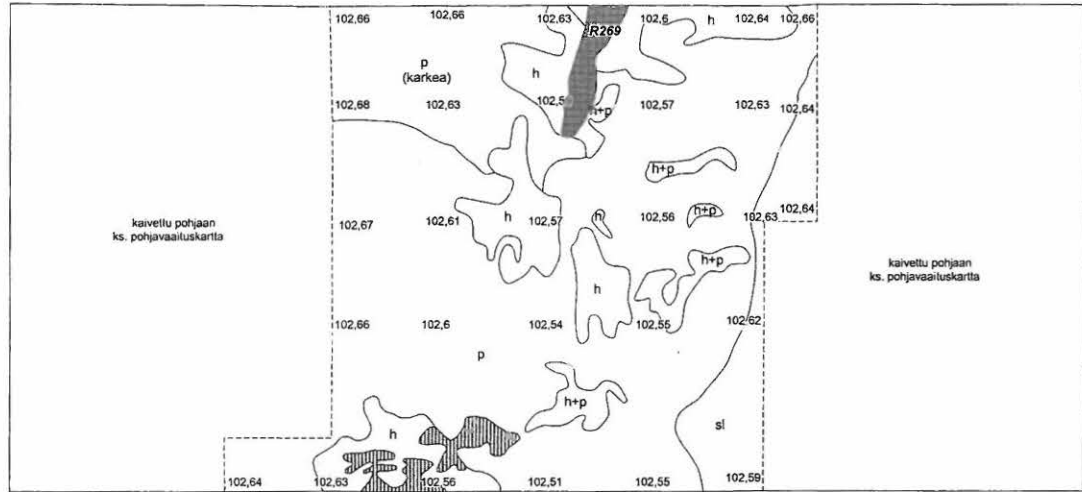 102,66 102,66 102,63 102,6 h 102,64 102,66
R269
p
(karkea)
h
102,68 102,63 102,5 h+p 102,57 102,63 102,64
h+p
h+p
102,64
kaivettu pohjaan
ks. pohjavaaituskartta
102,67 102,61 h 102,57 h 102,56 102,63
h+p
kaivettu pohjaan
ks. pohjavaaituskartta
h
102,66 102,6 102,54 102,55 102,62
p
h+p
h
sl
102,64 102,63 102,56 102,51 102,55 102,59